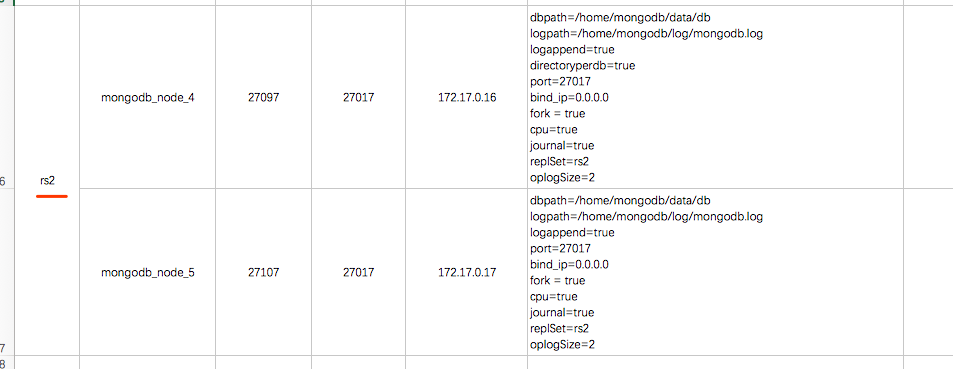 mongodb_node_4
27097
27017
172.17.0.16
dbpath=/home/mongodb/data/db
logpath=/home/mongodb/log/mongodb.log
logappend=true
directoryperdb=true
port=27017
bind_ip=0.0.0.0
fork = true
cpu=true
journal=true
replSet=rs2
oplogSize=2
6
rs2
mongodb_node_5
27107
27017
172.17.0.17
dbpath=/home/mongodb/data/db
logpath=/home/mongodb/log/mongodb.log
logappend=true
port=27017
bind_ip=0.0.0.0
fork = true
cpu=true
journal=true
replSet=rs2
oplogSize=2
7
8